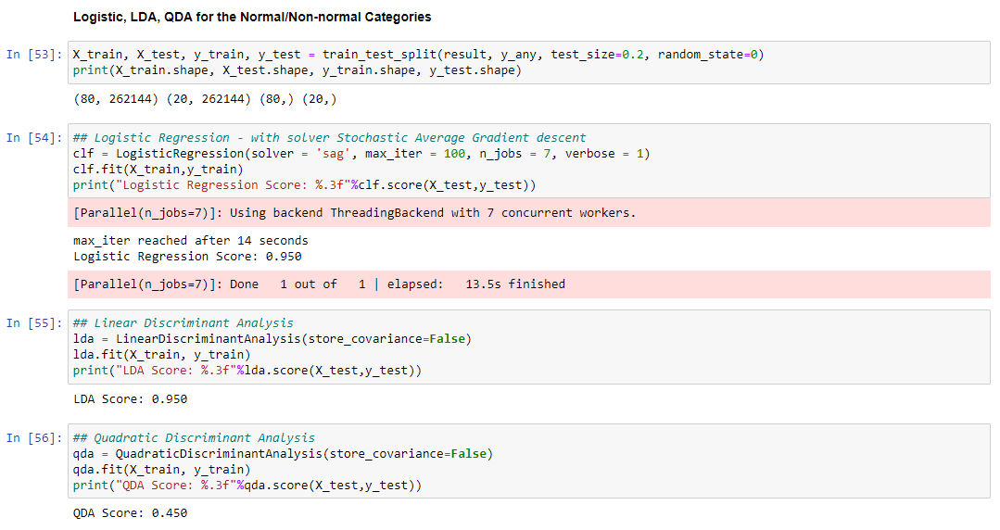 Logistic, LDA, QDA for the Normal/Non-normal Categories
In [53]: X_train, X_test, y_train, y_test = train_test_split(result, y_any, test_size=0.2, random_state=0)
print(X_train.shape, X_test.shape, y_train.shape, y_test.shape)
(80, 262144) (20, 262144) (80,) (20,)
In [54]: ## Logistic Regression - with solver Stochastic Average Gradient descent
clf = LogisticRegression(solver = 'sag', max_iter = 100, n_jobs = 7, verbose = 1)
clf.fit(X_train,y_train)
print("Logistic Regression Score: %.3f"%clf.score(X_test,y_test))
[Parallel(n_jobs=7)]: Using backend ThreadingBackend with 7 concurrent workers.
max_iter reached after 14 seconds
Logistic Regression Score: 0.950
[Parallel(n_jobs=7)]: Done   1 out of   1 | elapsed:   13.5s finished
In [55]: ## Linear Discriminant Analysis
lda = LinearDiscriminantAnalysis(store_covariance=False)
lda.fit(X_train, y_train)
print("LDA Score: %.3f"%lda.score(X_test,y_test))
LDA Score: 0.950
In [56]: ## Quadratic Discriminant Analysis
qda = QuadraticDiscriminantAnalysis(store_covariance=False)
qda.fit(X_train, y_train)
print("QDA Score: %.3f"%qda.score(X_test,y_test))
QDA Score: 0.450